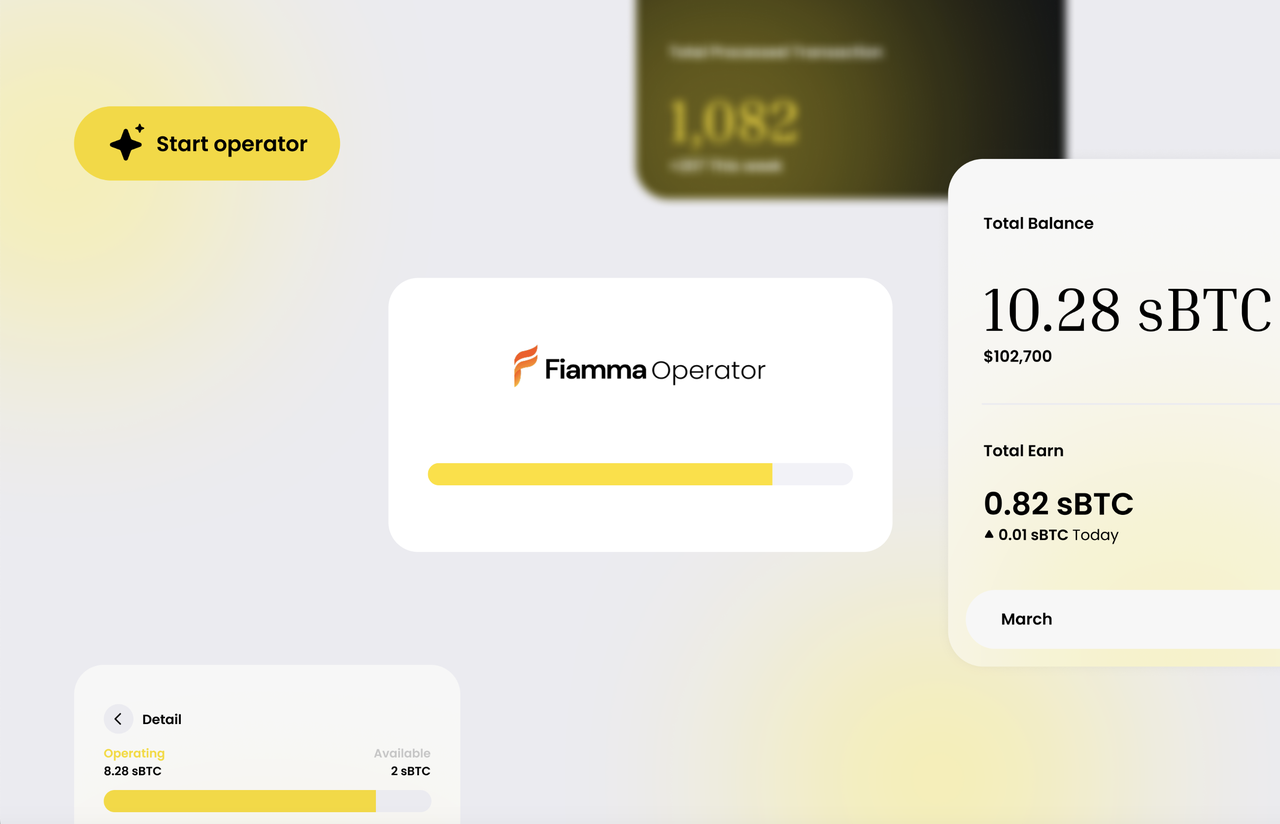 Total Processed Transaction
1,082
Start operator
Total Balance
10.28 sBTC
$102,700
Fiamma Operator
Total Earn
0.82 sBTC
0.01 sBTC Today
March
Detail
Operating
Available
8.28 sBTC
2 sBTC